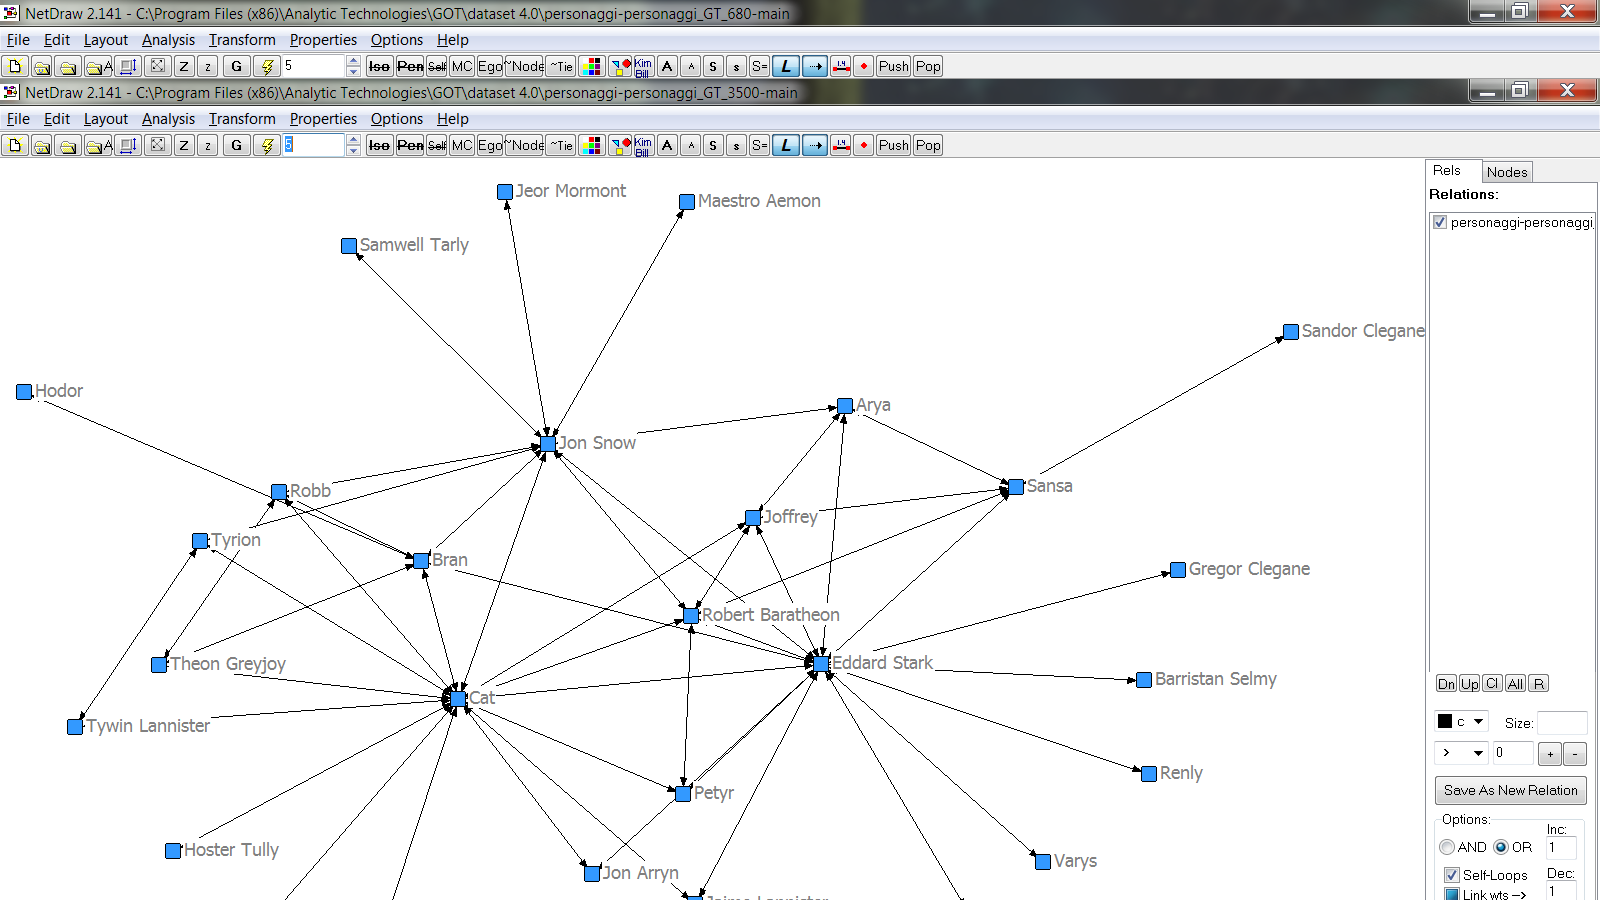 NetDraw 2.141 - C:\Program Files (x86)\Analytic Technologies\GOT\dataset 4.0\personaggi-personaggi_GT_680-main
File Edit Layout Analysis Transform Properties Options Help
A Z z G 5 Iso Pen Self MC Ego ~Node ~Tie Kim Bill A A S s S= L Push Pop
NetDraw 2.141 - C:\Program Files (x86)\Analytic Technologies\GOT\dataset 4.0\personaggi-personaggi_GT_3500-main
File Edit Layout Analysis Transform Properties Options Help
A Z z G 5 Iso Pen Self MC Ego ~Node ~Tie Kim Bill A A S s S= L Push Pop
Rels Nodes
Relations:
personaggi-personaggi
Jeor Mormont
Maestro Aemon
Samwell Tarly
Sandor Clegane
Hodor
Arya
Jon Snow
Robb
Sansa
Joffrey
Tyrion
Bran
Gregor Clegane
Robert Baratheon
Theon Greyjoy
Eddard Stark
Barristan Selmy
Cat
Tywin Lannister
Renly
Petyr
Hoster Tully
Varys
Jon Arryn
Jaime Lannister
Dn Up Cl All R
c Size:
> 0 + -
Save As New Relation
Options:
Inc:
AND OR 1
Self-Loops Dec:
Link wts --> 1